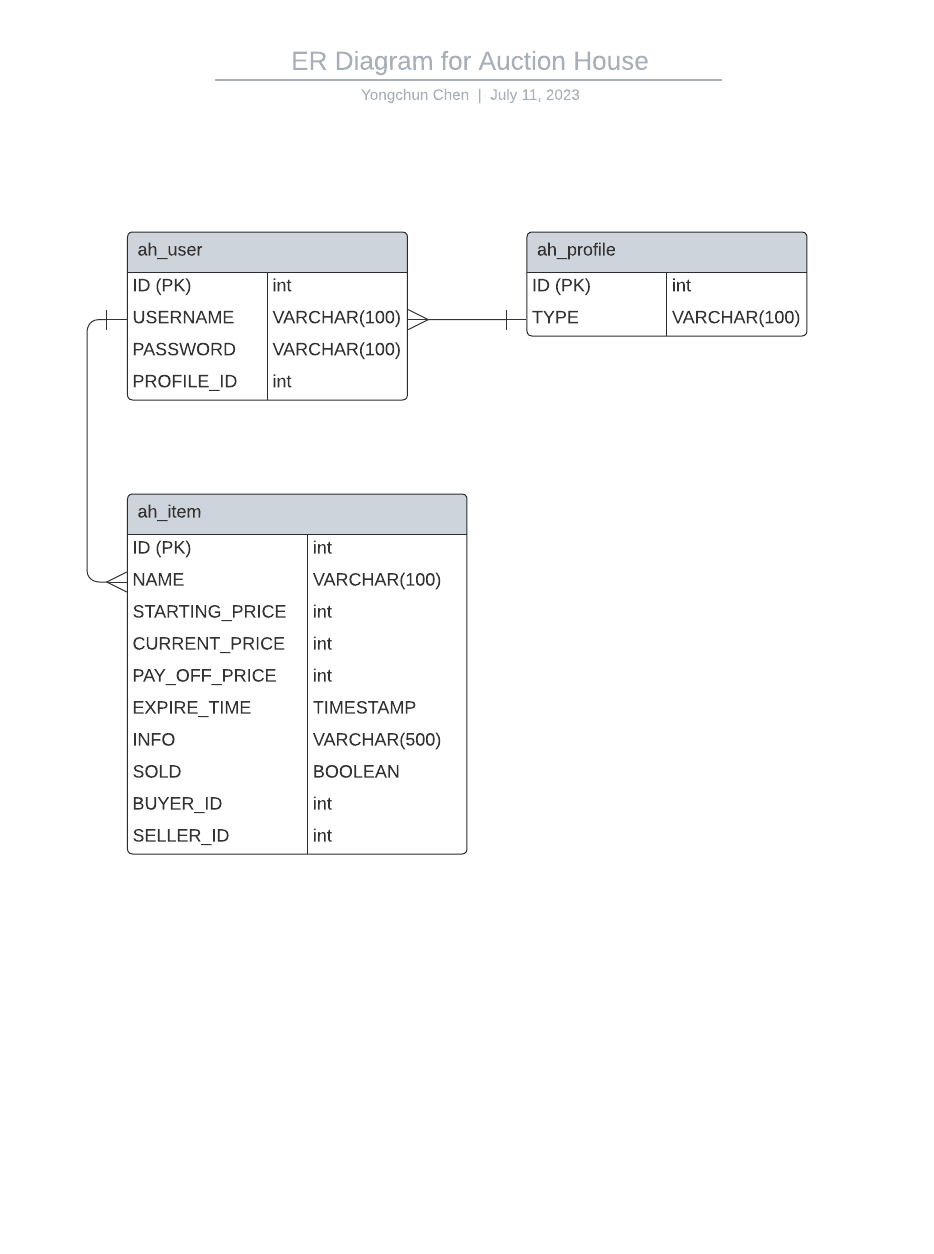 ER Diagram for Auction House
Yongchun Chen | July 11, 2023
ah_user
ID (PK) int
USERNAME VARCHAR(100)
PASSWORD VARCHAR(100)
PROFILE_ID int
ah_profile
ID (PK) int
TYPE VARCHAR(100)
ah_item
ID (PK) int
NAME VARCHAR(100)
STARTING_PRICE int
CURRENT_PRICE int
PAY_OFF_PRICE int
EXPIRE_TIME TIMESTAMP
INFO VARCHAR(500)
SOLD BOOLEAN
BUYER_ID int
SELLER_ID int